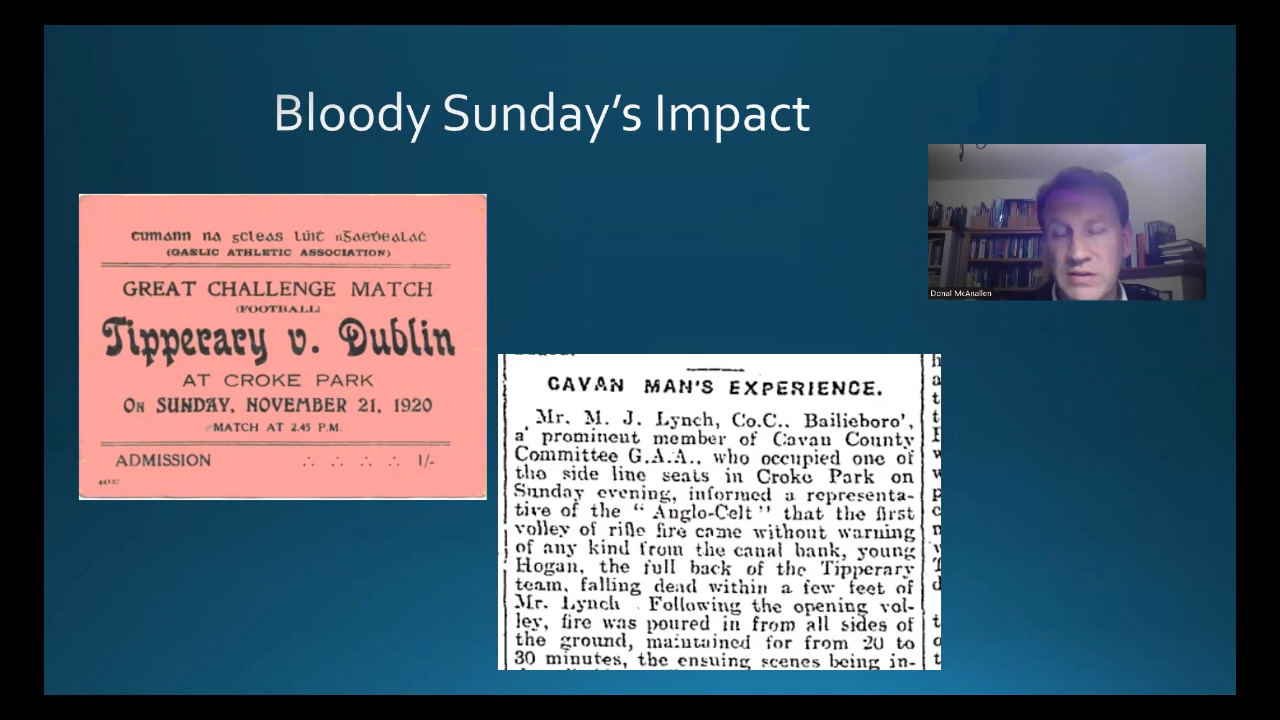 Bloody Sunday's Impact
cumann na gcleas lúiť nġaeḋealaċ
(GAELIC ATHLETIC ASSOCIATION)
GREAT CHALLENGE MATCH
(FOOTBALL)
Tipperary v. Dublin
AT CROKE PARK
ON SUNDAY, NOVEMBER 21, 1920
MATCH AT 2.45 P.M.
ADMISSION 1/-
Donal McAnallen
CAVAN MAN'S EXPERIENCE.
Mr. M. J. Lynch, Co.C., Bailieboro',
a prominent member of Cavan County
Committee G.A.A., who occupied one of
the side line seats in Croke Park on
Sunday evening, informed a representa-
tive of the "Anglo-Celt" that the first
volley of rifle fire came without warning
of any kind from the canal bank, young
Hogan, the full back of the Tipperary
team, falling dead within a few feet of
Mr. Lynch. Following the opening vol-
ley, fire was poured in from all sides of
the ground, maintained for from 20 to
30 minutes, the ensuing scenes being in-